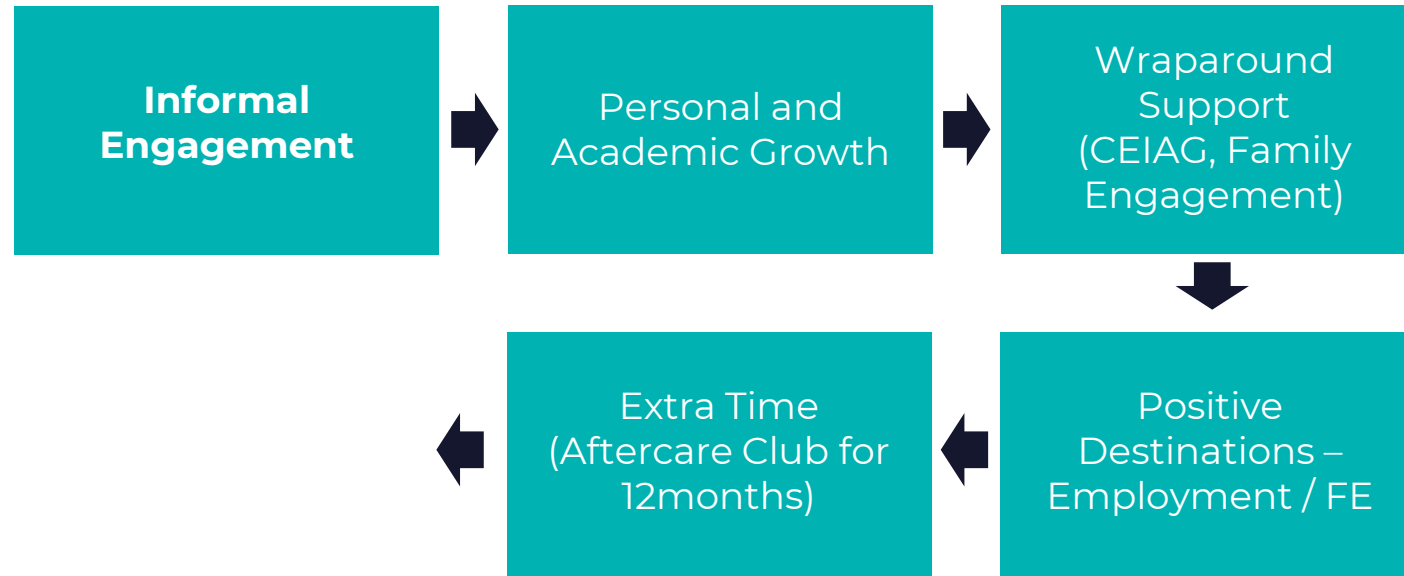 Informal
Engagement
Personal and
Academic Growth
Wraparound
Support
(CEIAG, Family
Engagement)
Positive
Destinations –
Employment / FE
Extra Time
(Aftercare Club for
12months)